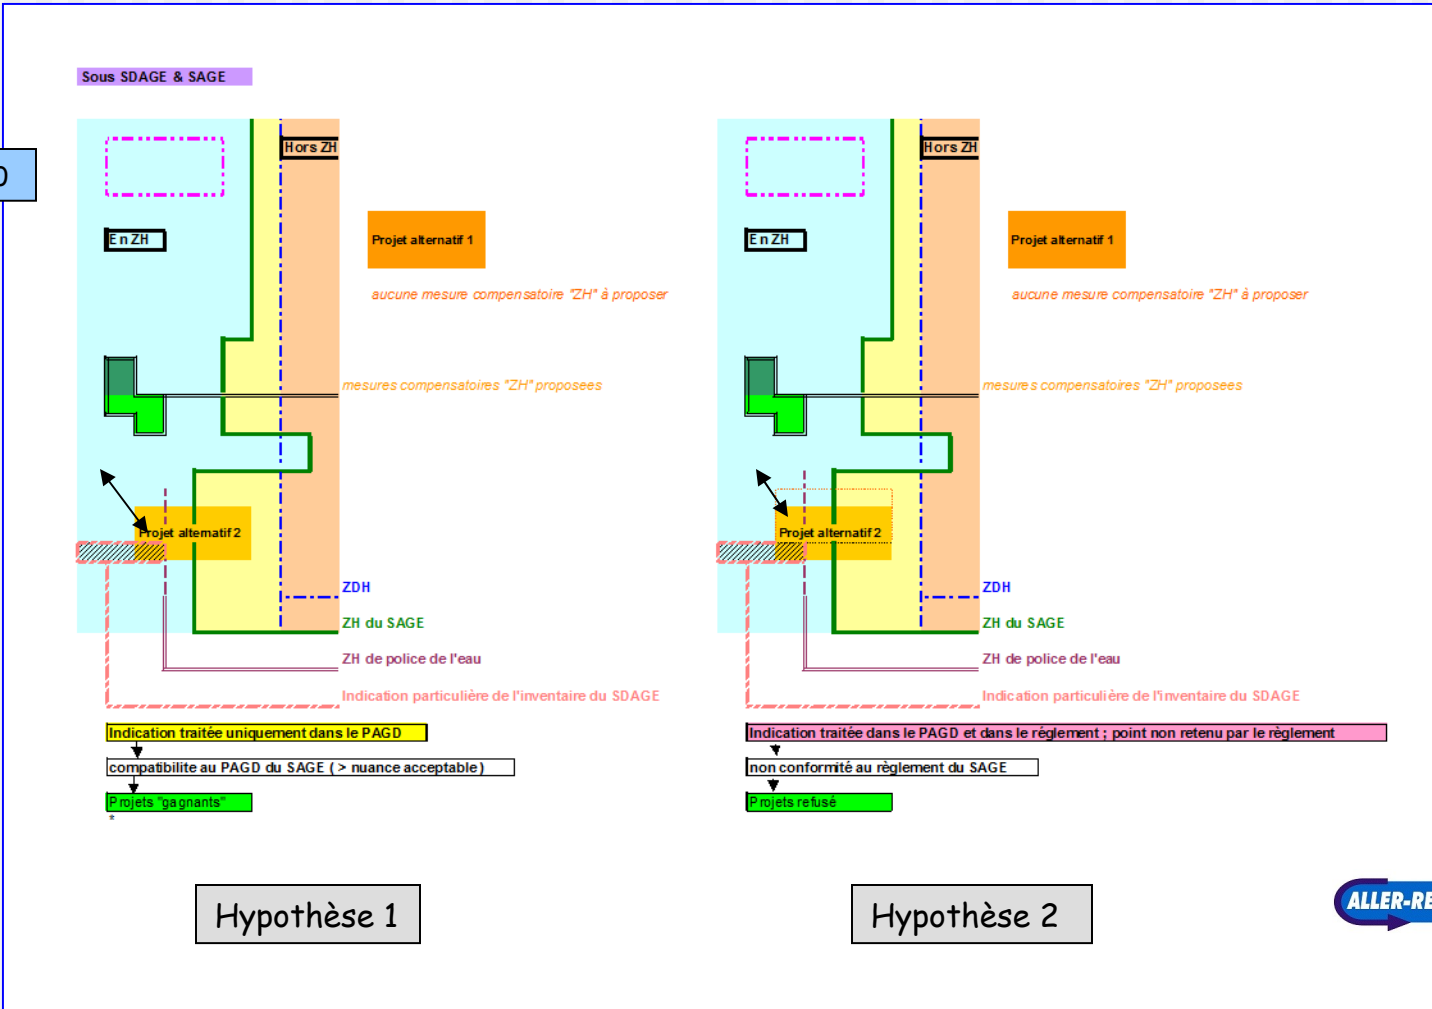 Sous SDAGE & SAGE
Hors ZH
Projet alternatif 1
En ZH
aucune mesure compensatoire "ZH" à proposer
mesures compensatoires "ZH" proposees
Projet alternatif 2
ZDH
ZH du SAGE
ZH de police de l'eau
Indication particulière de l'inventaire du SDAGE
Indication traitée uniquement dans le PAGD
compatibilite au PAGD du SAGE ( > nuance acceptable )
Projets "gagnants"
*
Hypothèse 1
Hors ZH
Projet alternatif 1
En ZH
aucune mesure compensatoire "ZH" à proposer
mesures compensatoires "ZH" proposees
Projet alternatif 2
ZDH
ZH du SAGE
ZH de police de l'eau
Indication particulière de l'inventaire du SDAGE
Indication traitée dans le PAGD et dans le réglement ; point non retenu par le règlement
non conformité au règlement du SAGE
Projets refusé
Hypothèse 2
ALLER-RE